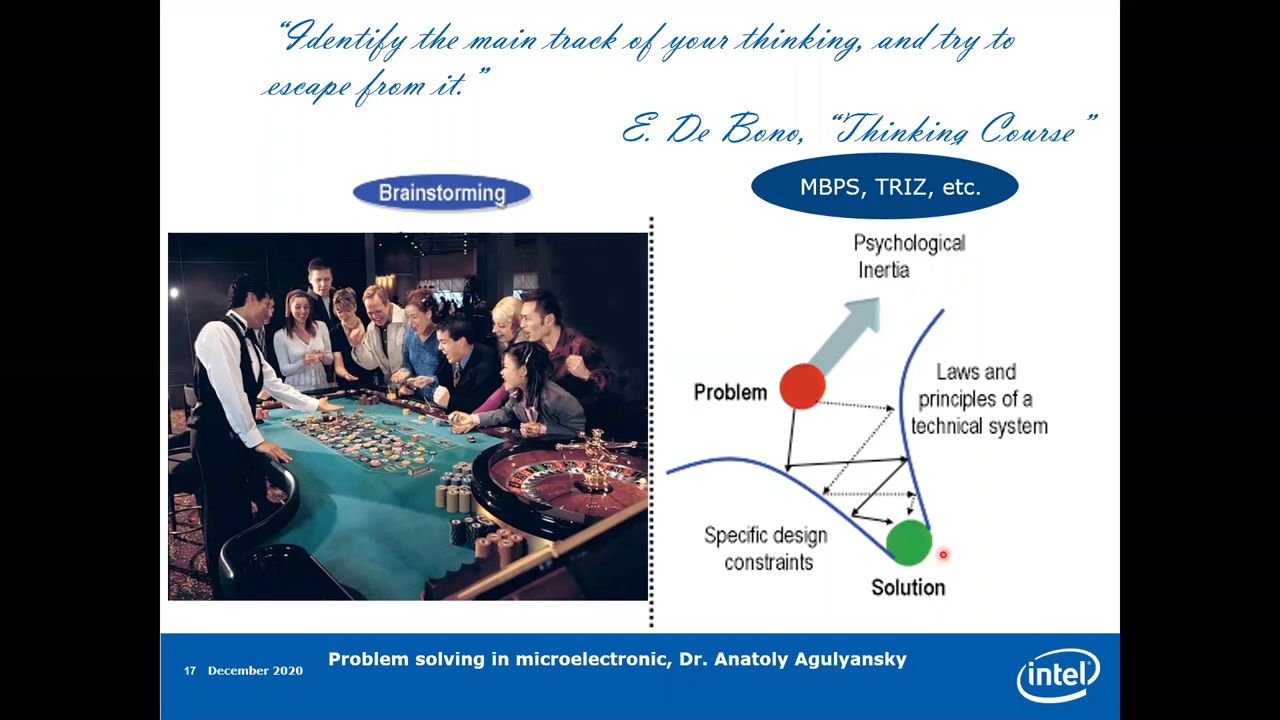 “Identify the main track of your thinking, and try to
escape from it.”
E. De Bono, “Thinking Course”
Brainstorming
MBPS, TRIZ, etc.
Psychological
Inertia
Problem
Laws and
principles of a
technical system
Specific design
constraints
Solution
17 December 2020
Problem solving in microelectronic, Dr. Anatoly Agulyansky
intel